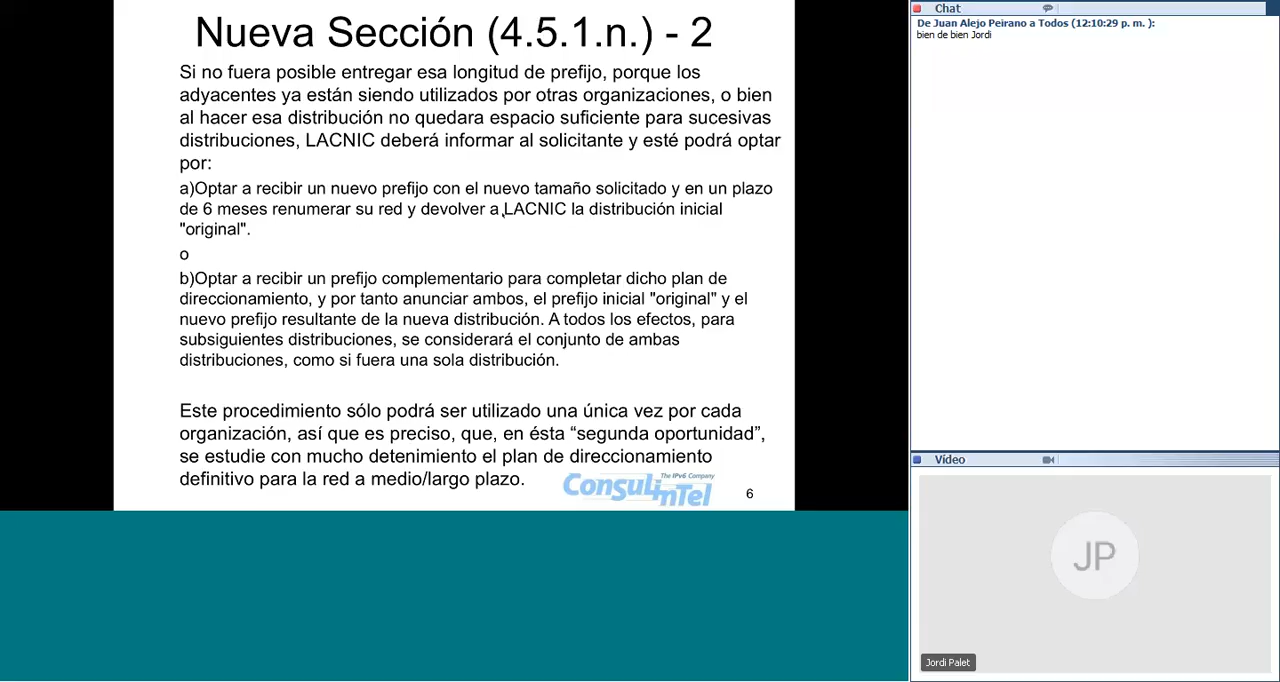 Nueva Sección (4.5.1.n.) - 2
Si no fuera posible entregar esa longitud de prefijo, porque los
adyacentes ya están siendo utilizados por otras organizaciones, o bien
al hacer esa distribución no quedara espacio suficiente para sucesivas
distribuciones, LACNIC deberá informar al solicitante y esté podrá optar
por:
a)Optar a recibir un nuevo prefijo con el nuevo tamaño solicitado y en un plazo
de 6 meses renumerar su red y devolver a LACNIC la distribución inicial
"original".
o
b)Optar a recibir un prefijo complementario para completar dicho plan de
direccionamiento, y por tanto anunciar ambos, el prefijo inicial "original" y el
nuevo prefijo resultante de la nueva distribución. A todos los efectos, para
subsiguientes distribuciones, se considerará el conjunto de ambas
distribuciones, como si fuera una sola distribución.
Este procedimiento sólo podrá ser utilizado una única vez por cada
organización, así que es preciso, que, en ésta “segunda oportunidad”,
se estudie con mucho detenimiento el plan de direccionamiento
definitivo para la red a medio/largo plazo.
The IPv6 Company
Consulintel
6
Chat
De Juan Alejo Peirano a Todos (12:10:29 p. m. ):
bien de bien Jordi
Vídeo
JP
Jordi Palet